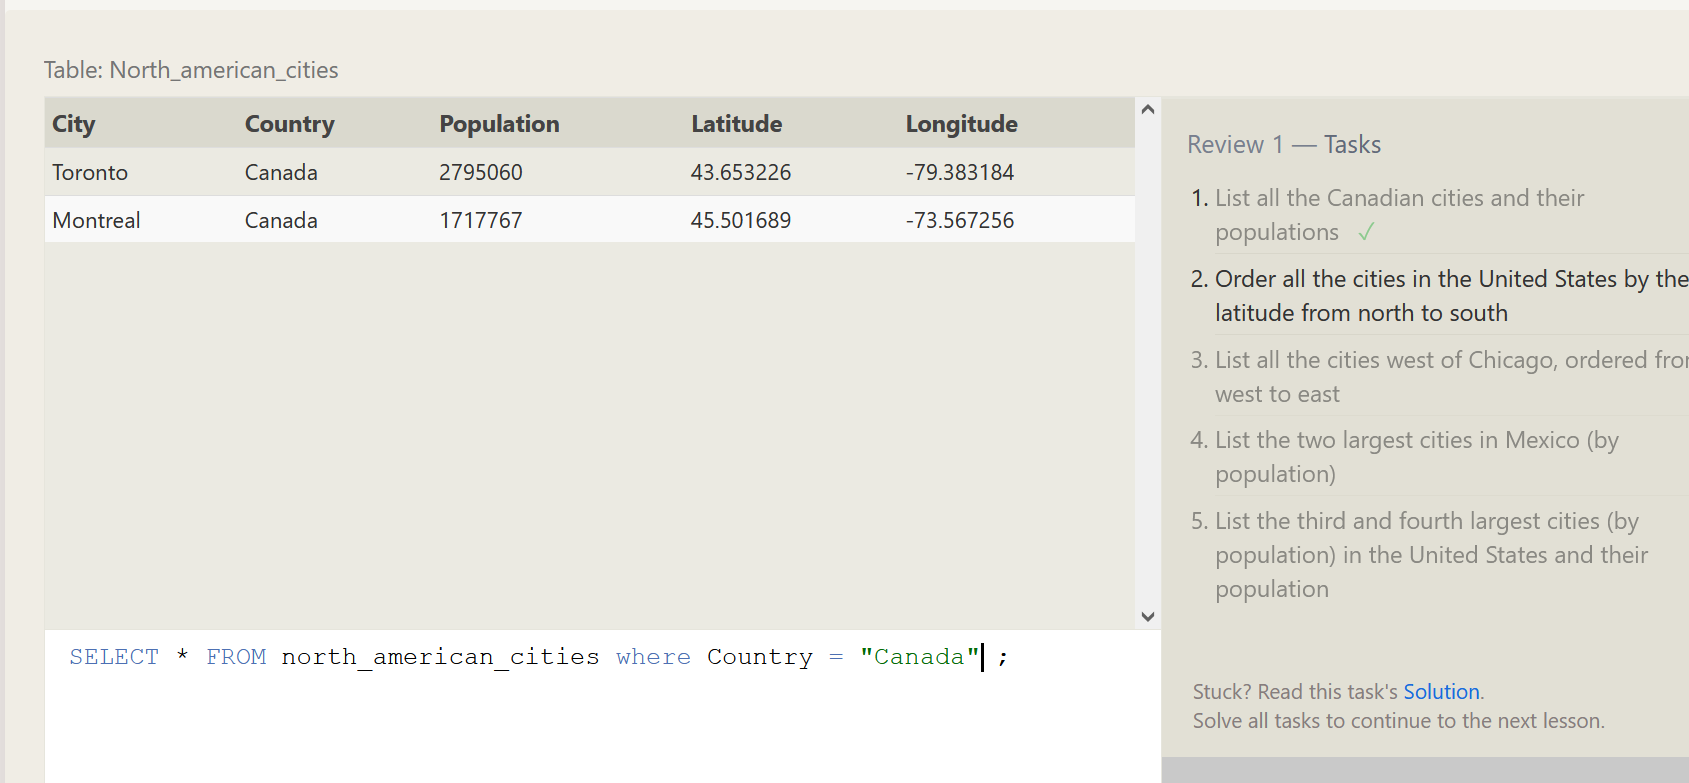 Table: North_american_cities
City Country Population Latitude Longitude
Toronto Canada 2795060 43.653226 -79.383184
Montreal Canada 1717767 45.501689 -73.567256
SELECT * FROM north_american_cities where Country = "Canada" ;
Review 1 — Tasks
1. List all the Canadian cities and their
populations ✓
2. Order all the cities in the United States by the
latitude from north to south
3. List all the cities west of Chicago, ordered
west to east
4. List the two largest cities in Mexico (by
population)
5. List the third and fourth largest cities (by
population) in the United States and their
population
Stuck? Read this task's Solution.
Solve all tasks to continue to the next lesson.